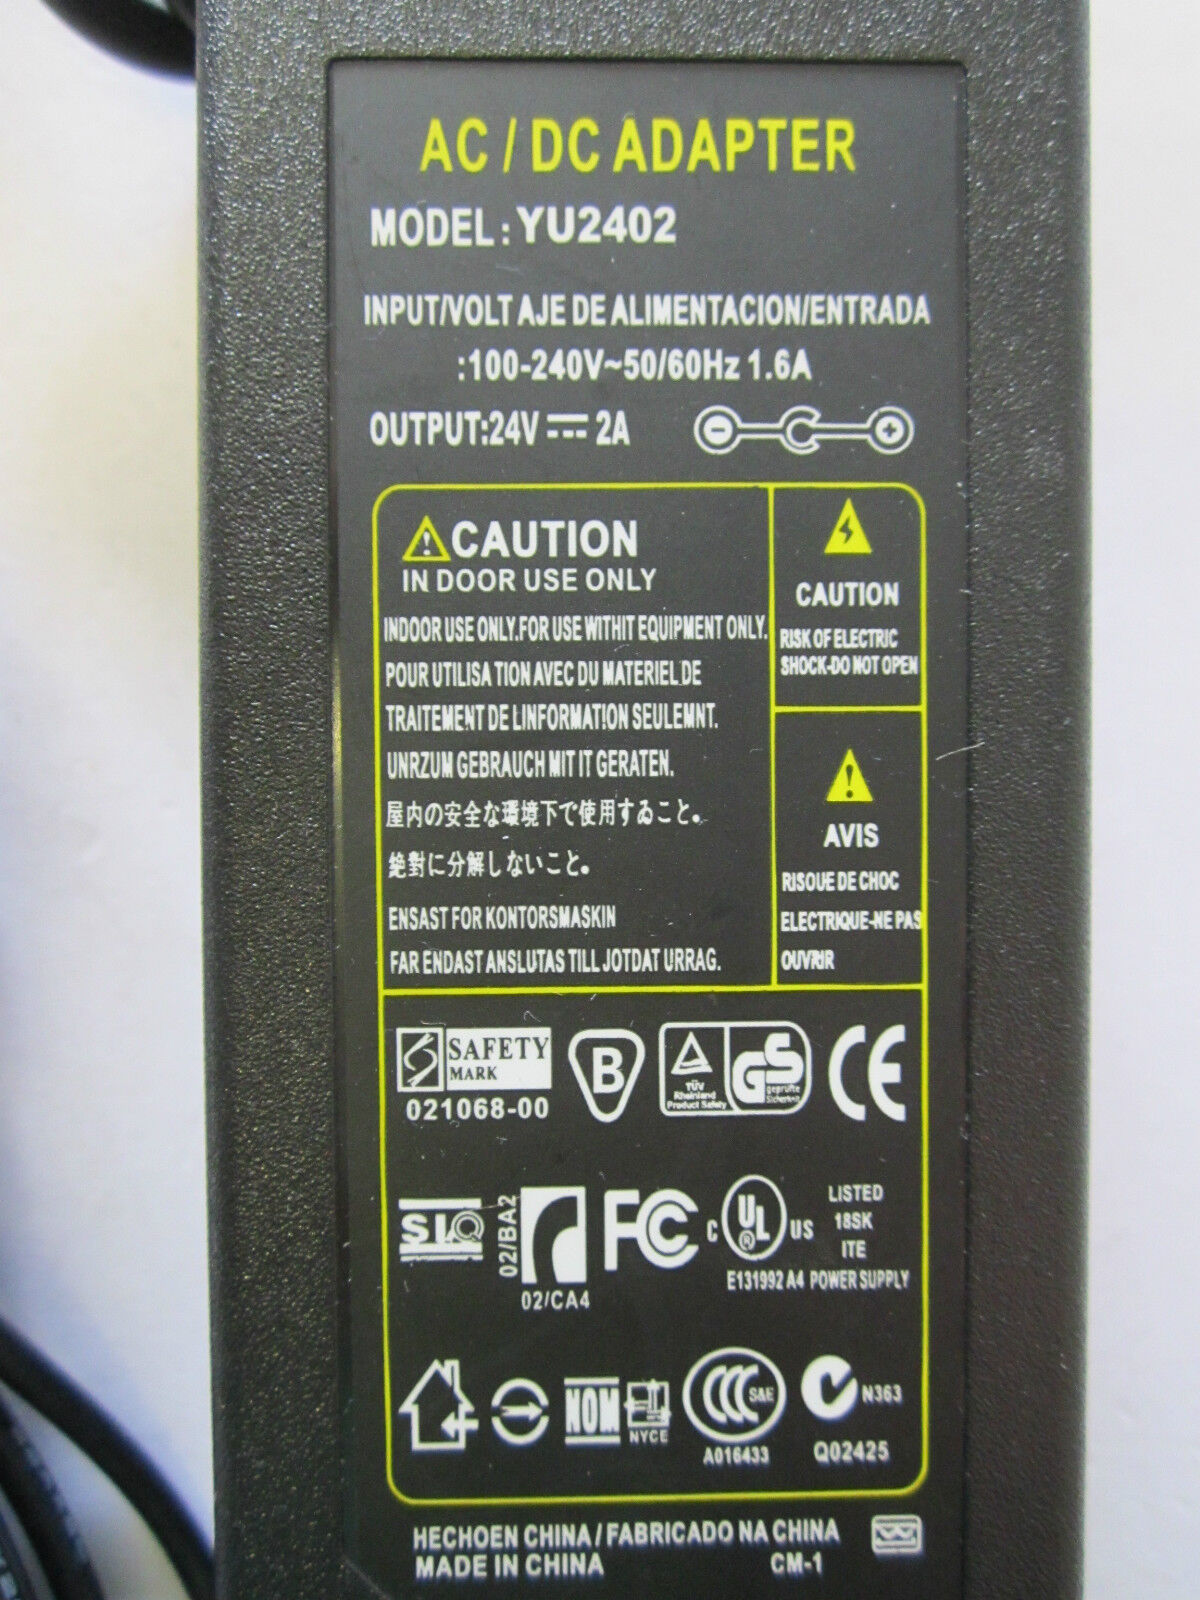 AC / DC ADAPTER
MODEL: YU2402
INPUT/VOLT AJE DE ALIMENTACION/ENTRADA
:100-240V~50/60Hz 1.6A
OUTPUT:24V 2A
CAUTION
IN DOOR USE ONLY
INDOOR USE ONLY.FOR USE WITHIT EQUIPMENT ONLY.
POUR UTILISA TION AVEC DU MATERIEL DE
TRAITEMENT DE LINFORMATION SEULEMNT.
UNRZUM GEBRAUCH MIT IT GERATEN.
屋内の安全な環境下で使用すゐこと。
絶對に分解しないこと。
ENSAST FOR KONTORSMASKIN
FAR ENDAST ANSLUTAS TILL JOTDAT URRAG.
CAUTION
RISK OF ELECTRIC
SHOCK-DO NOT OPEN
AVIS
RISOUE DE CHOC
ELECTRIQUE-NE PAS
OUVRIR
SAFETY
MARK
021068-00
B
TÜV
Rheinland
Product Safety
GS
geprüfte
Sicherheit
CE
SIQ
02/BA2
02/CA4
FC
C UL US
®
LISTED
18SK
ITE
E131992 A4 POWER SUPPLY
NOM
NYCE
CCC S&E
A016433
N363
Q02425
HECHOEN CHINA / FABRICADO NA CHINA
MADE IN CHINA CM-1